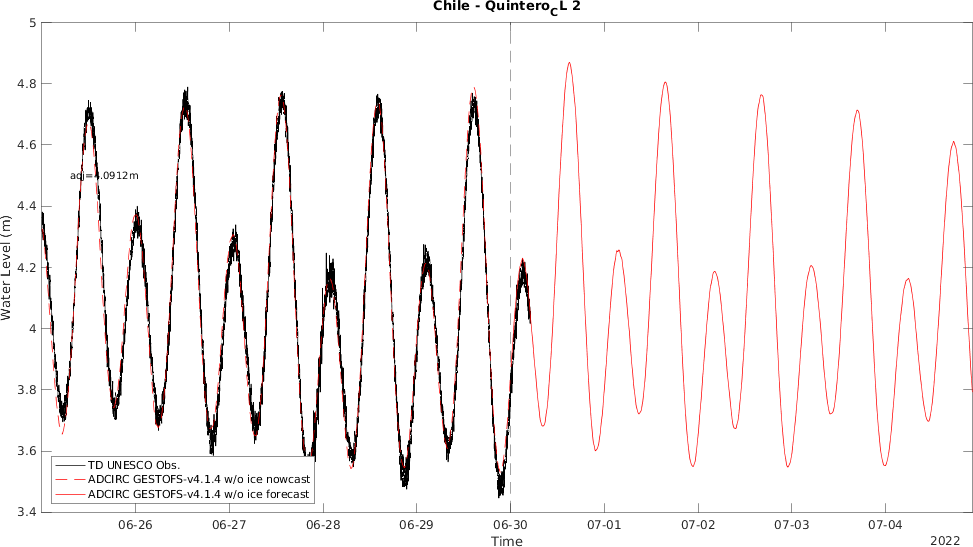 Chile - QuinteroCL 2
5
4.8
4.6
4.4
4.2
4
3.8
3.6
3.4
Water Level (m)
adj=4.0912m
TD UNESCO Obs.
ADCIRC GESTOFS-v4.1.4 w/o ice nowcast
ADCIRC GESTOFS-v4.1.4 w/o ice forecast
06-26 06-27 06-28 06-29 06-30 07-01 07-02 07-03 07-04
Time
2022